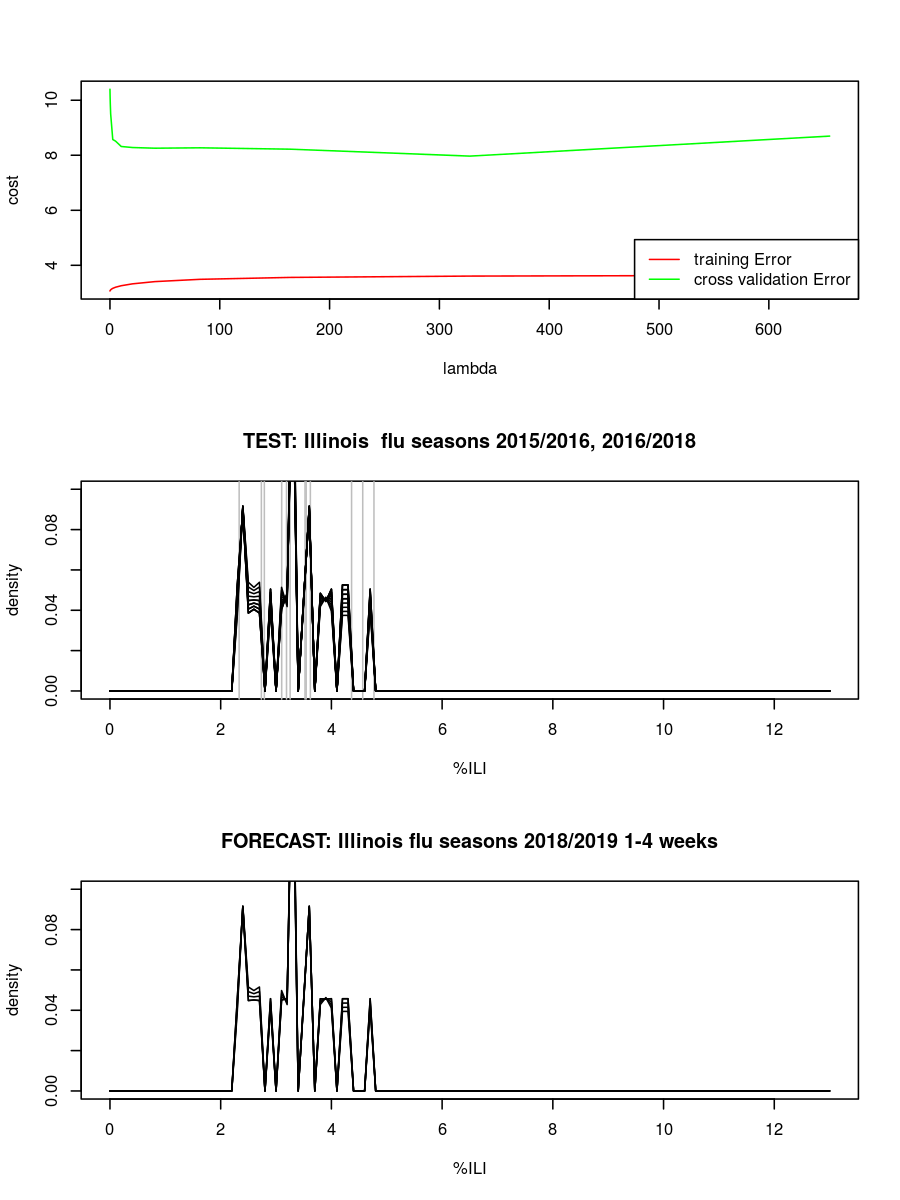 10
8
6
4
cost
training Error
cross validation Error
0 100 200 300 400 500 600
lambda
TEST: Illinois  flu seasons 2015/2016, 2016/2018
0.08
0.04
0.00
density
0 2 4 6 8 10 12
%ILI
FORECAST: Illinois flu seasons 2018/2019 1-4 weeks
0.08
0.04
0.00
density
0 2 4 6 8 10 12
%ILI